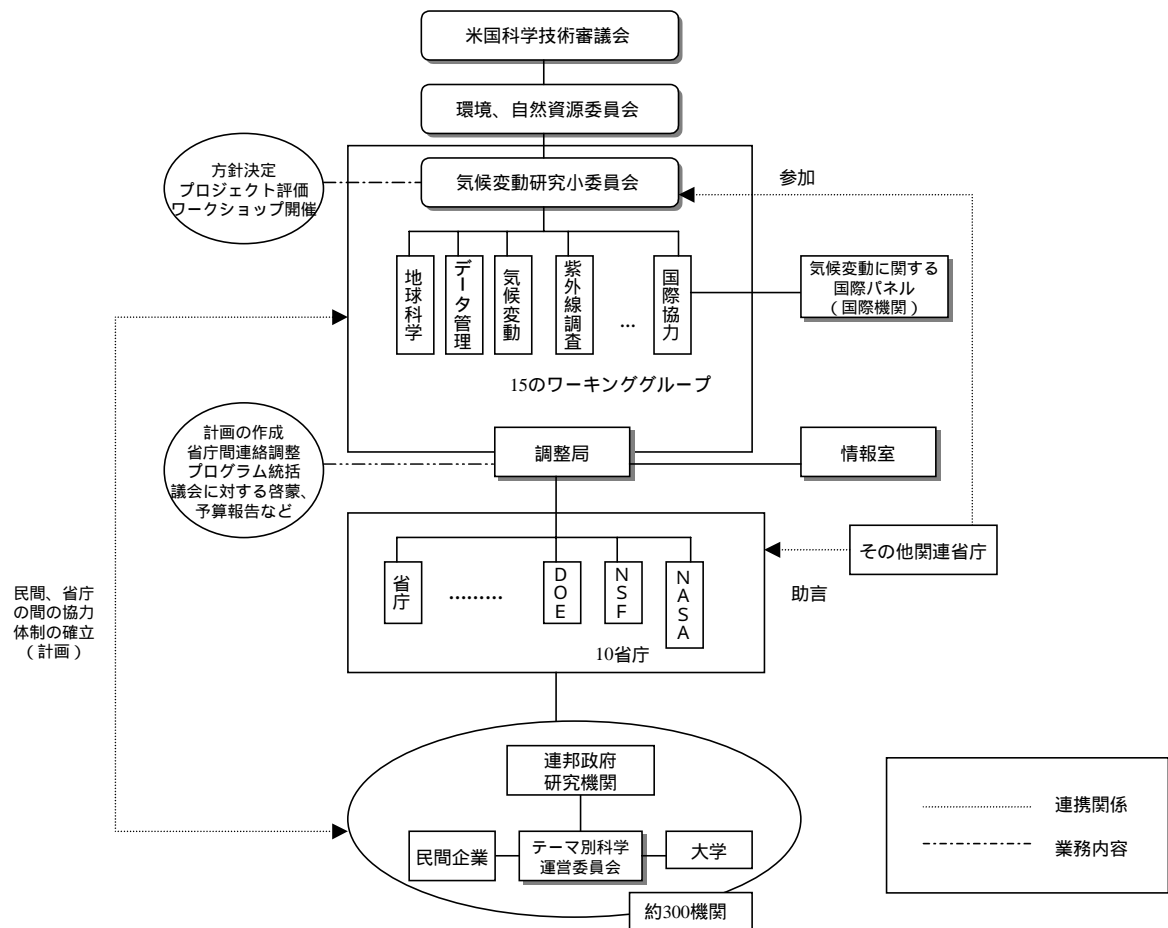 米国科学技術審議会
環境、自然資源委員会
方針決定
プロジェクト評価
ワークショップ開催
気候変動研究小委員会
参加
地球科学
データ管理
気候変動
紫外線調査
...
国際協力
気候変動に関する
国際パネル
(国際機関)
15のワーキンググループ
計画の作成
省庁間連絡調整
プログラム統括
議会に対する啓蒙、
予算報告など
調整局
情報室
その他関連省庁
助言
省庁
.........
DOE
NSF
NASA
10省庁
民間、省庁
の間の協力
体制の確立
(計画)
連邦政府
研究機関
民間企業
テーマ別科学
運営委員会
大学
約300機関
連携関係
業務内容